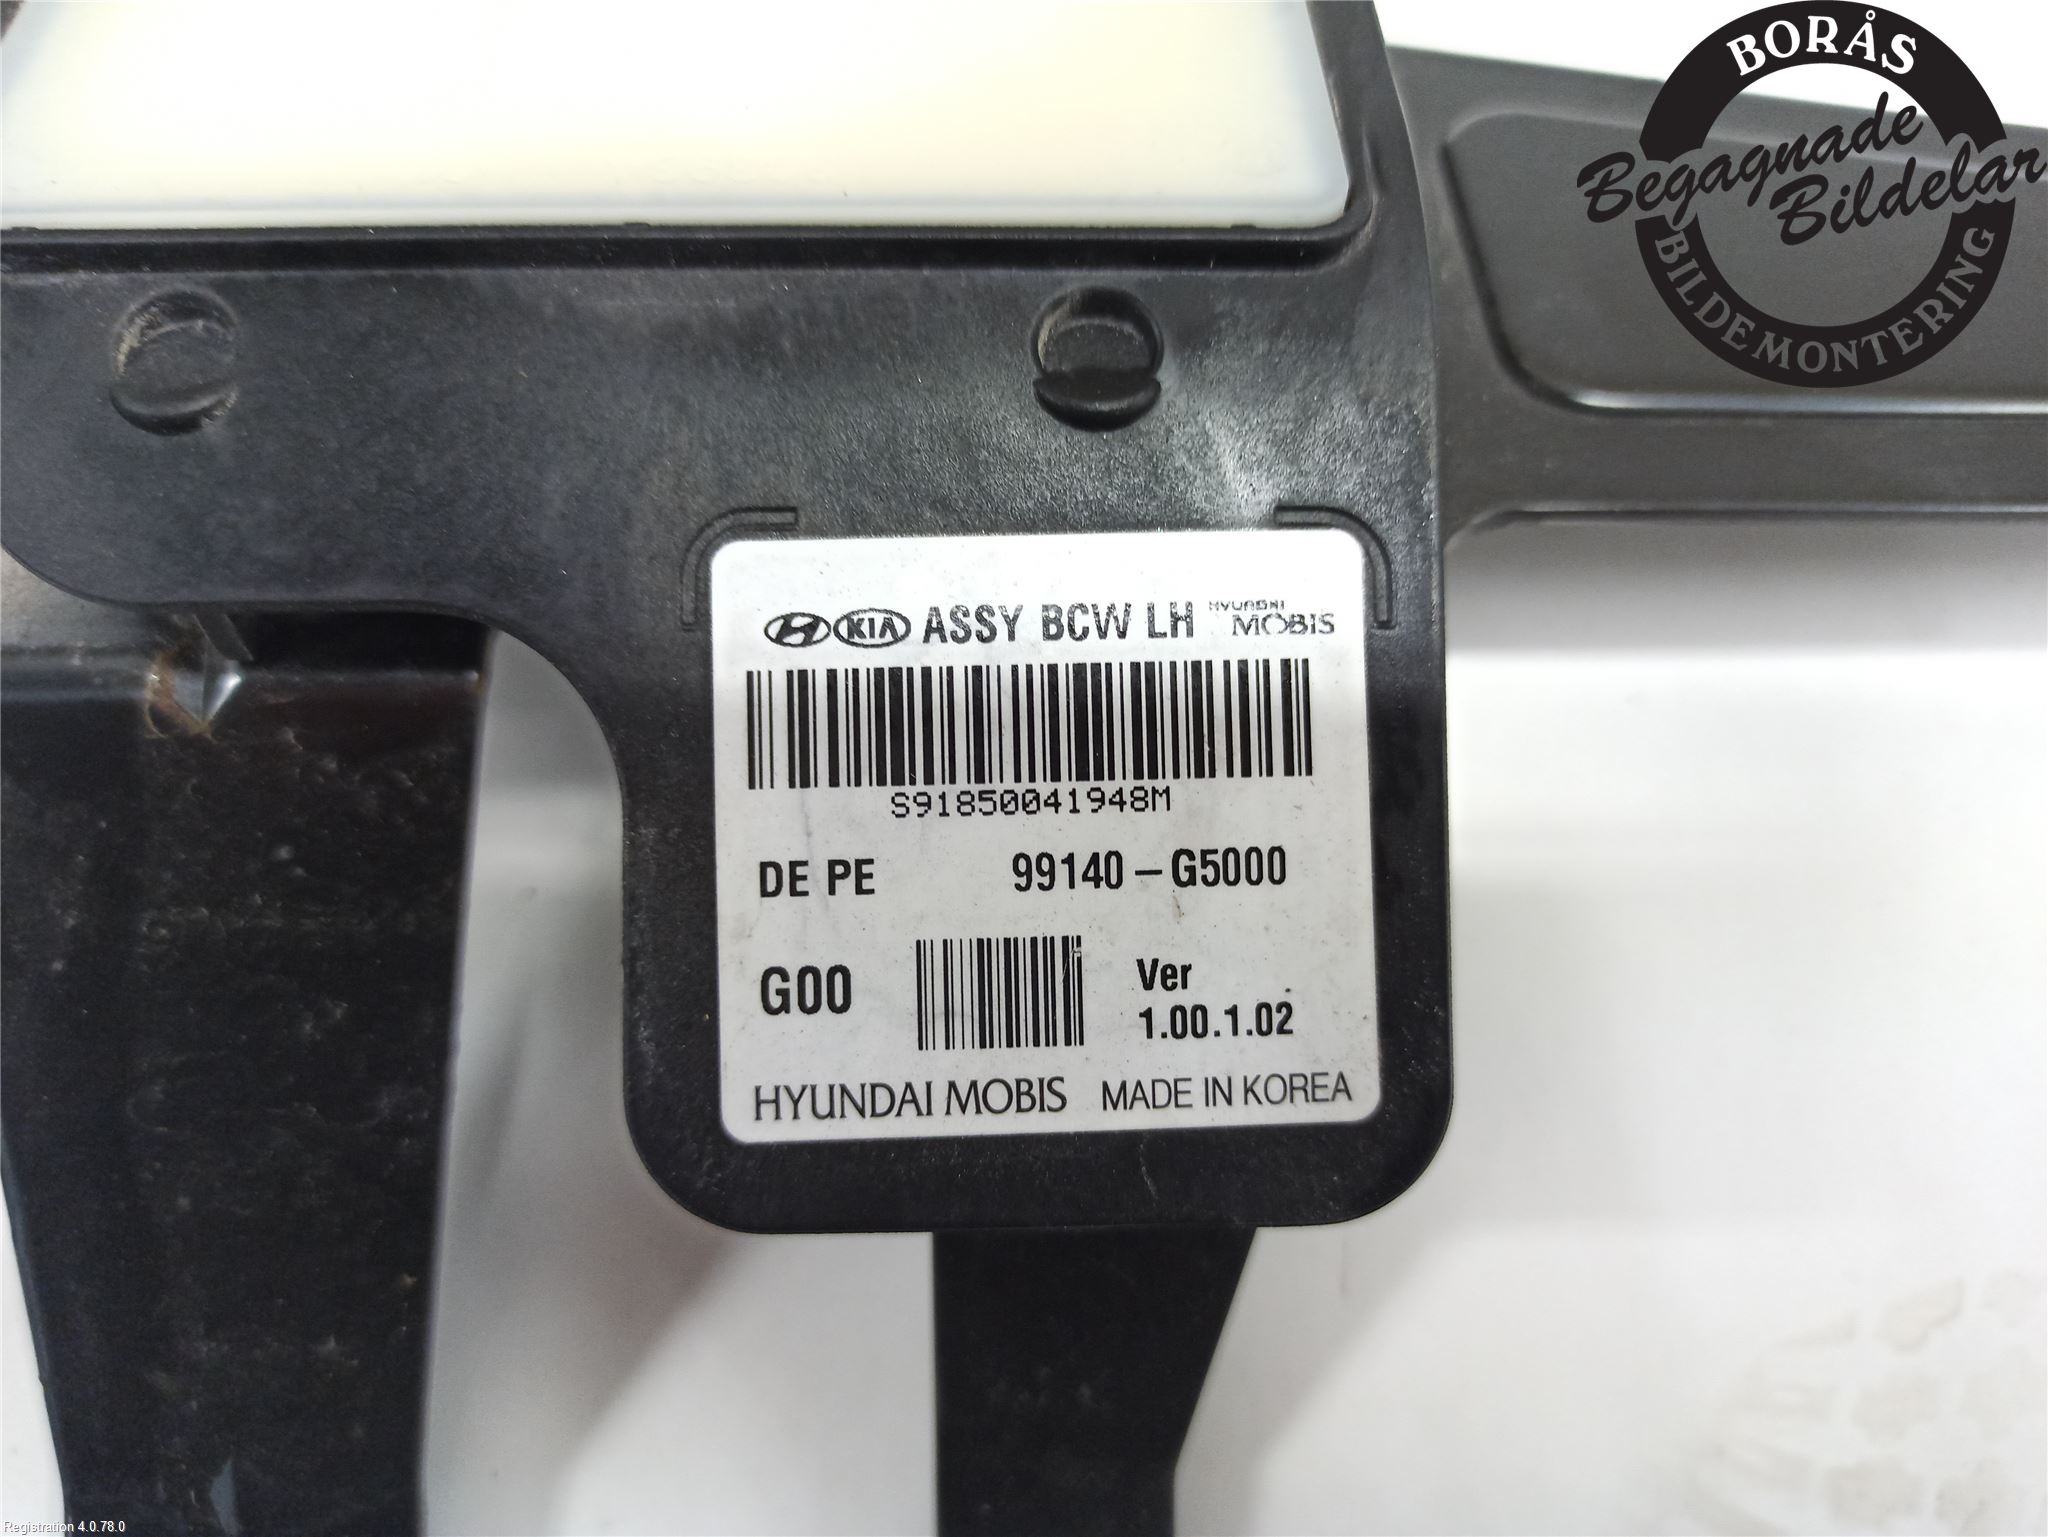 BORÅS
Begagnade
Bildelar
BILDEMONTERING
KIA ASSY BCW LH HYUNDAI MOBIS
S91850041948M
DE PE 99140-G5000
G00 Ver
1.00.1.02
HYUNDAI MOBIS MADE IN KOREA
Registration 4.0.78.0